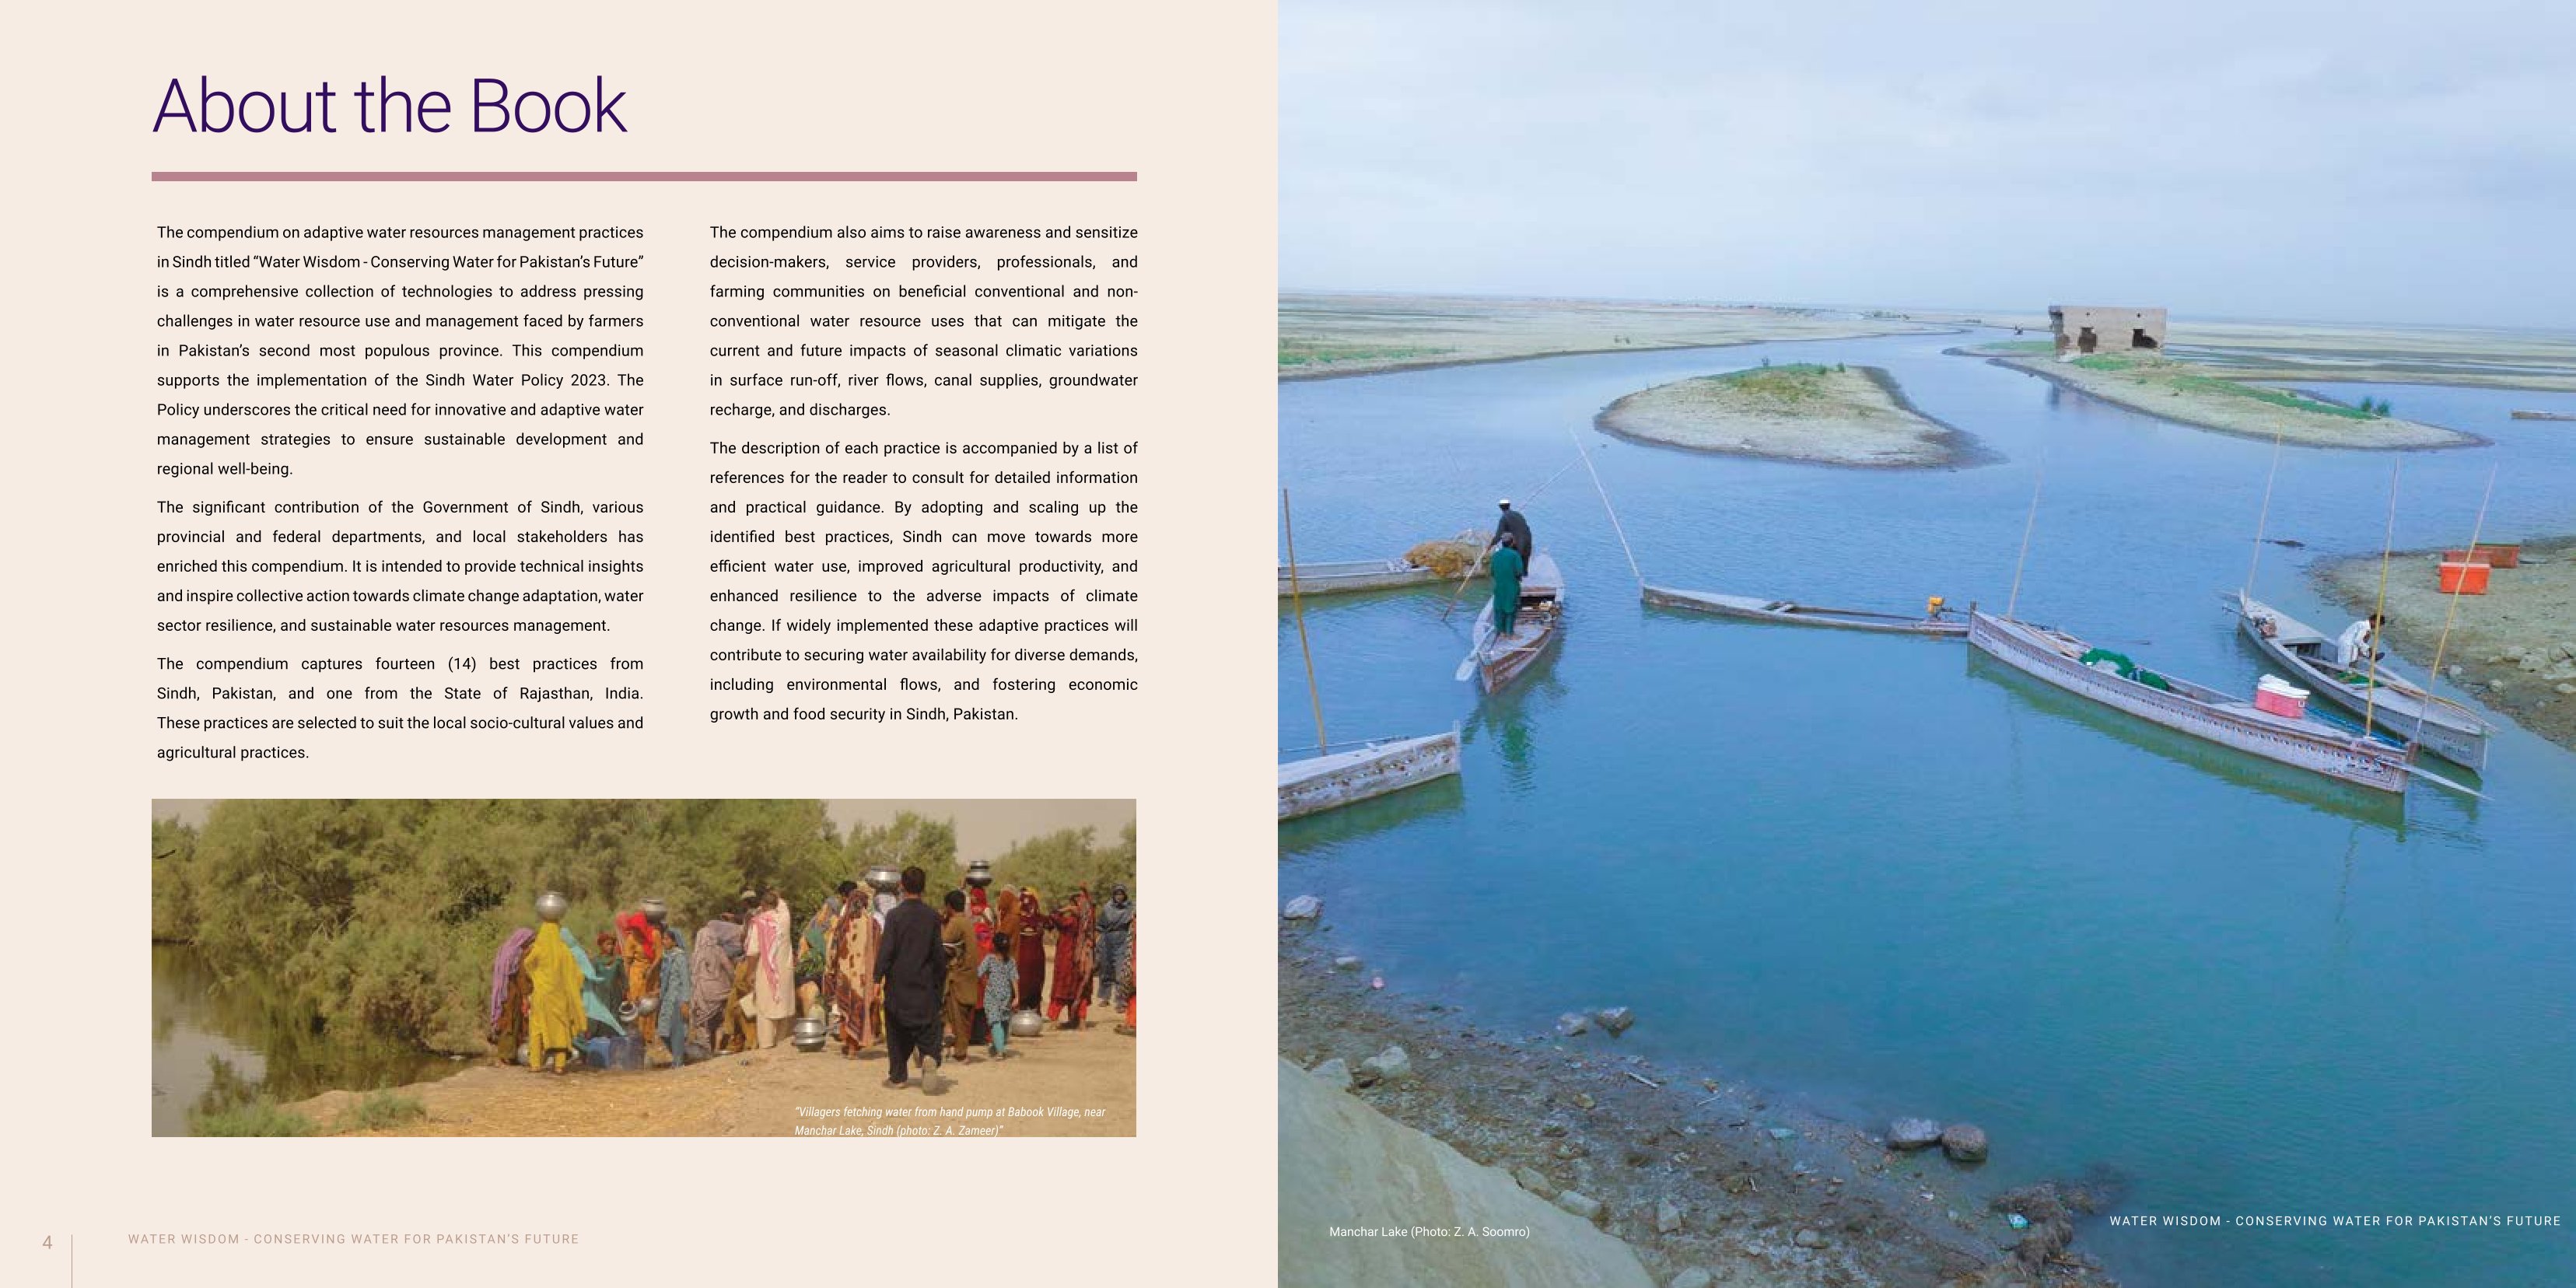 About the Book
The compendium on adaptive water resources management practices
in Sindh titled “Water Wisdom - Conserving Water for Pakistan’s Future”
is a comprehensive collection of technologies to address pressing
challenges in water resource use and management faced by farmers
in Pakistan’s second most populous province. This compendium
supports the implementation of the Sindh Water Policy 2023. The
Policy underscores the critical need for innovative and adaptive water
management strategies to ensure sustainable development and
regional well-being.
The significant contribution of the Government of Sindh, various
provincial and federal departments, and local stakeholders has
enriched this compendium. It is intended to provide technical insights
and inspire collective action towards climate change adaptation, water
sector resilience, and sustainable water resources management.
The compendium captures fourteen (14) best practices from
Sindh, Pakistan, and one from the State of Rajasthan, India.
These practices are selected to suit the local socio-cultural values and
agricultural practices.
The compendium also aims to raise awareness and sensitize
decision-makers, service providers, professionals, and
farming communities on beneficial conventional and non-
conventional water resource uses that can mitigate the
current and future impacts of seasonal climatic variations
in surface run-off, river flows, canal supplies, groundwater
recharge, and discharges.
The description of each practice is accompanied by a list of
references for the reader to consult for detailed information
and practical guidance. By adopting and scaling up the
identified best practices, Sindh can move towards more
efficient water use, improved agricultural productivity, and
enhanced resilience to the adverse impacts of climate
change. If widely implemented these adaptive practices will
contribute to securing water availability for diverse demands,
including environmental flows, and fostering economic
growth and food security in Sindh, Pakistan.
“Villagers fetching water from hand pump at Babook Village, near
Manchar Lake, Sindh (photo: Z. A. Zameer)”
4
WATER WISDOM - CONSERVING WATER FOR PAKISTAN’S FUTURE
Manchar Lake (Photo: Z. A. Soomro)
WATER WISDOM - CONSERVING WATER FOR PAKISTAN’S FUTURE